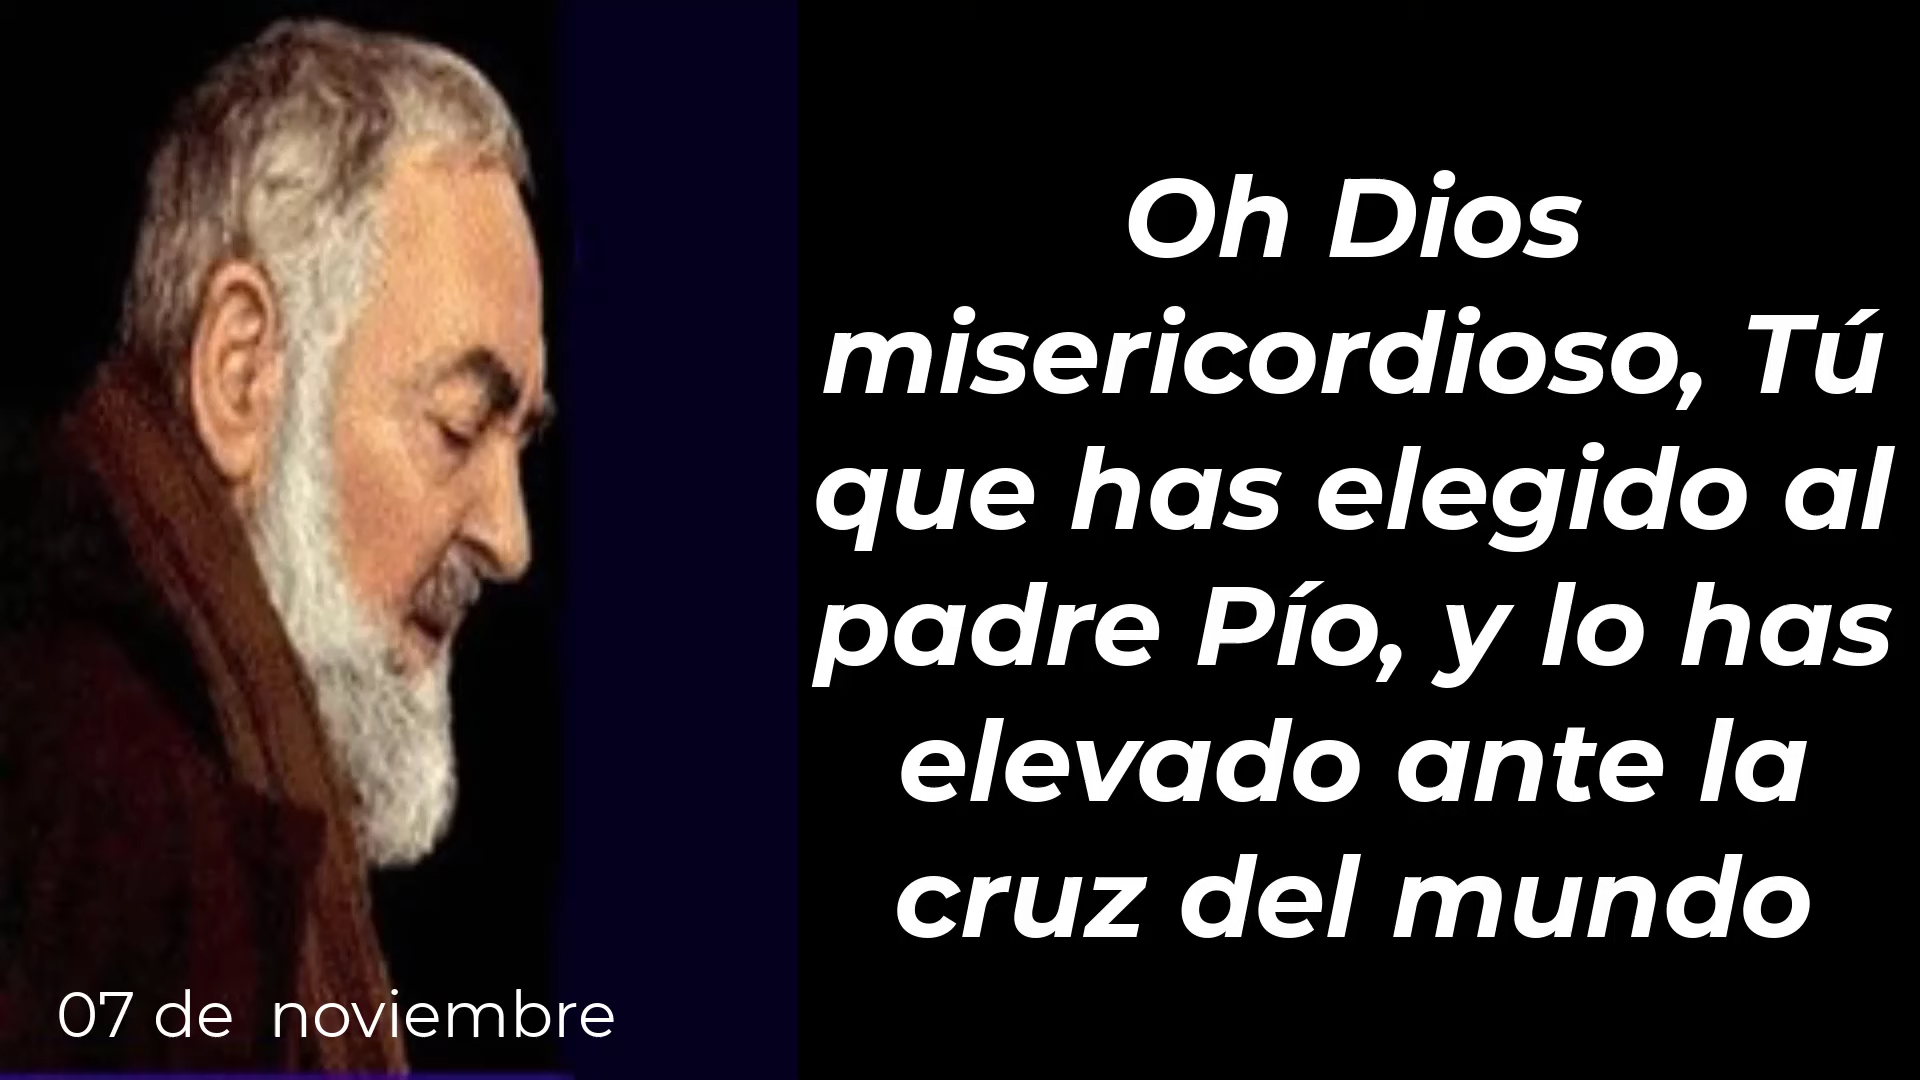 Oh Dios
misericordioso, Tú
que has elegido al
padre Pío, y lo has
elevado ante la
cruz del mundo
07 de noviembre